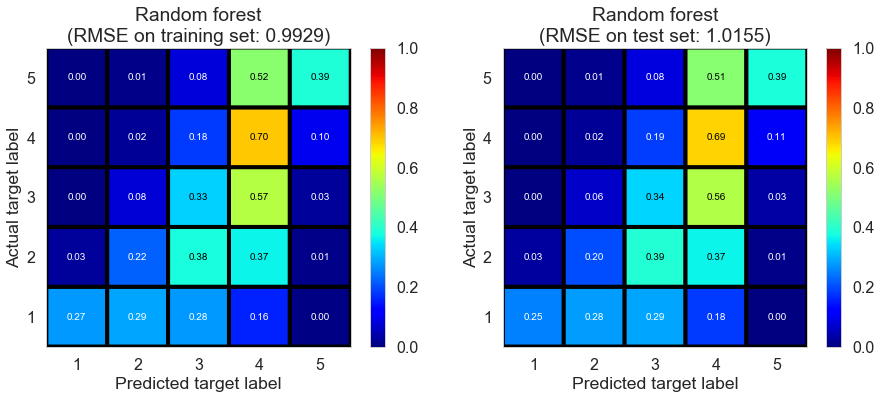 Random forest
(RMSE on training set: 0.9929)
Actual target label
5 0.00 0.01 0.08 0.52 0.39
4 0.00 0.02 0.18 0.70 0.10
3 0.00 0.08 0.33 0.57 0.03
2 0.03 0.22 0.38 0.37 0.01
1 0.27 0.29 0.28 0.16 0.00
1 2 3 4 5
Predicted target label
1.0
0.8
0.6
0.4
0.2
0.0
Random forest
(RMSE on test set: 1.0155)
Actual target label
5 0.00 0.01 0.08 0.51 0.39
4 0.00 0.02 0.19 0.69 0.11
3 0.00 0.06 0.34 0.56 0.03
2 0.03 0.20 0.39 0.37 0.01
1 0.25 0.28 0.29 0.18 0.00
1 2 3 4 5
Predicted target label
1.0
0.8
0.6
0.4
0.2
0.0